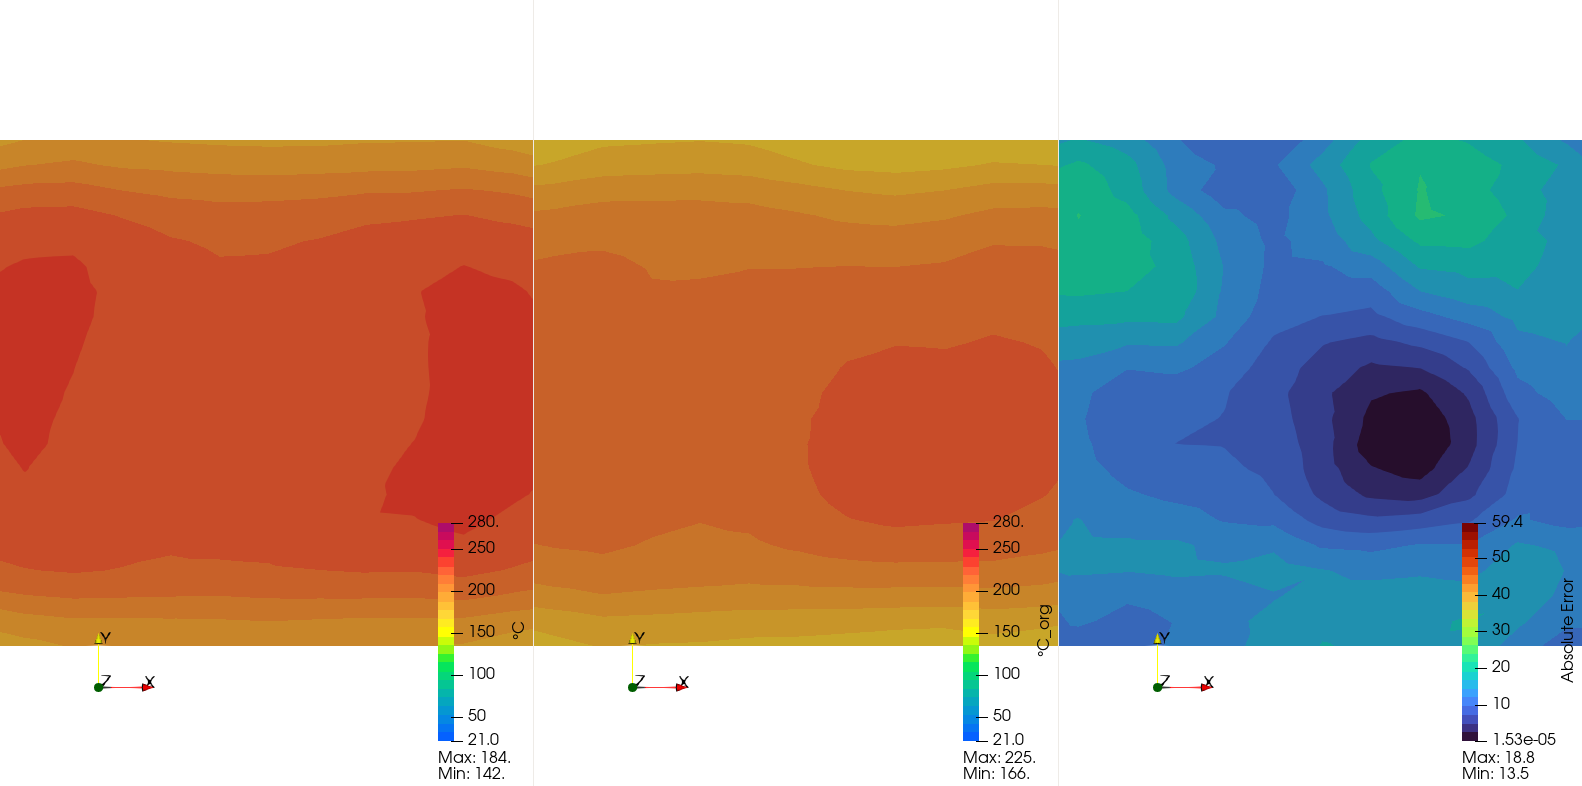 280.
250
200
150
100
50
21.0
°C
Max: 184.
Min: 142.
Y
Z
X
280.
250
200
150
100
50
21.0
°C_org
Max: 225.
Min: 166.
Y
Z
X
59.4
50
40
30
20
10
1.53e-05
Absolute Error
Max: 18.8
Min: 13.5
Y
Z
X